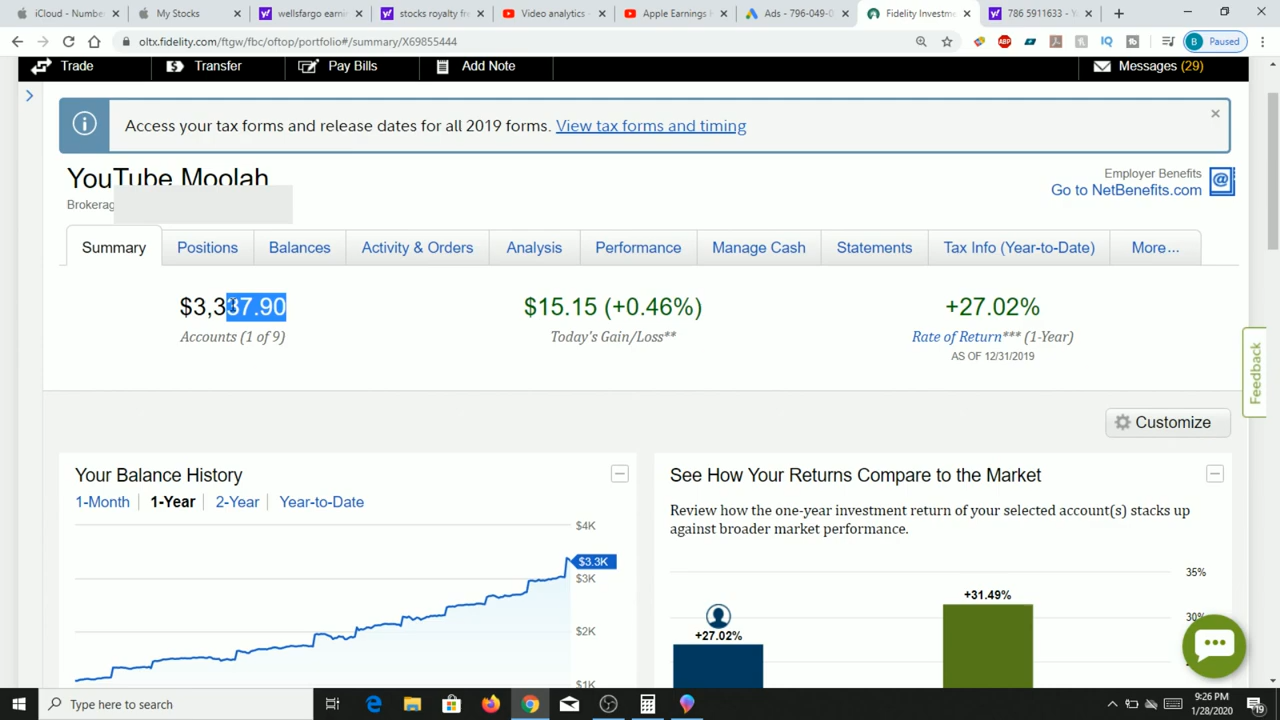 iCloud - Number
My Stocks
wellsfargo earni
stocks royalty fr
Video analytics -
Apple Earnings H
Ads - 796-049-0
Fidelity Investme
786 5911633 - Y
oltx.fidelity.com/ftgw/fbc/oftop/portfolio#/summary/X69855444
ABP
IQ
B Paused
Trade
Transfer
Pay Bills
Add Note
Messages (29)
Access your tax forms and release dates for all 2019 forms. View tax forms and timing
YouTube Moolah
Brokerag
Employer Benefits
Go to NetBenefits.com
Summary
Positions
Balances
Activity & Orders
Analysis
Performance
Manage Cash
Statements
Tax Info (Year-to-Date)
More...
$3,337.90
Accounts (1 of 9)
$15.15 (+0.46%)
Today's Gain/Loss**
+27.02%
Rate of Return*** (1-Year)
AS OF 12/31/2019
Feedback
Customize
Your Balance History
1-Month
1-Year
2-Year
Year-to-Date
$4K
$3.3K
$3K
$2K
$1K
See How Your Returns Compare to the Market
Review how the one-year investment return of your selected account(s) stacks up
against broader market performance.
35%
+31.49%
30%
+27.02%
Type here to search
9:26 PM
1/28/2020
19